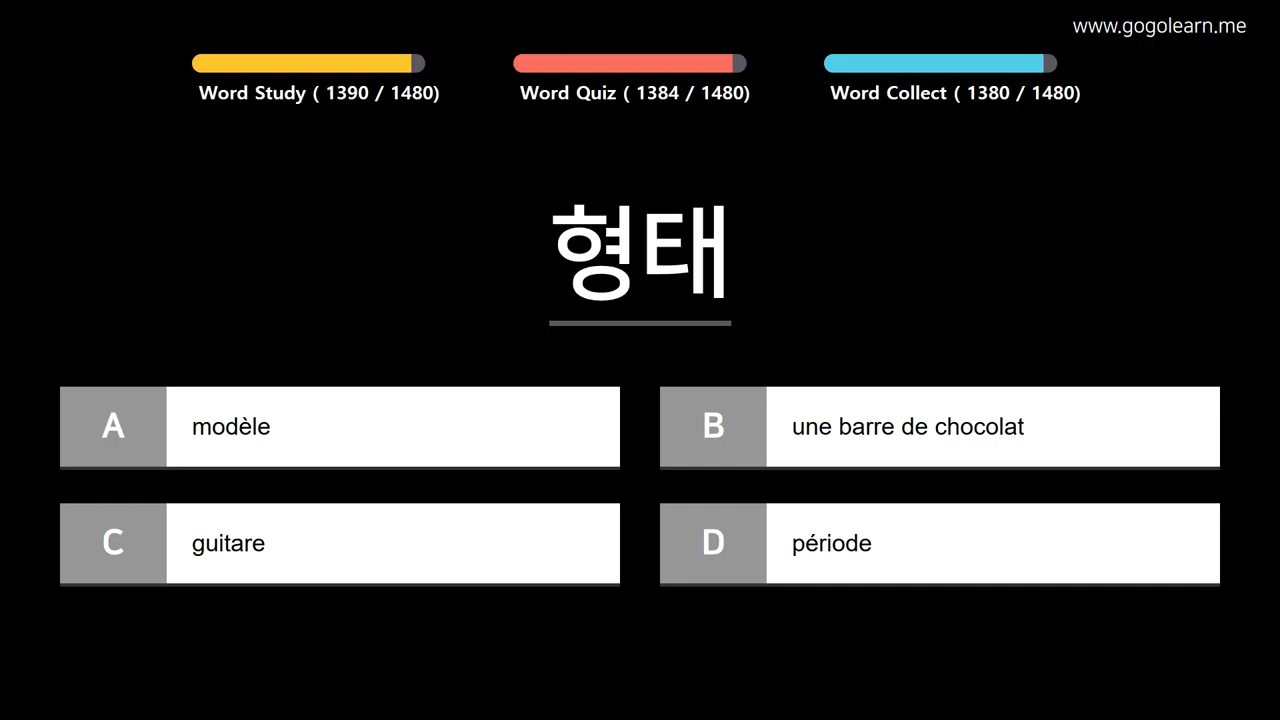 www.gogolearn.me
Word Study ( 1390 / 1480)
Word Quiz ( 1384 / 1480)
Word Collect ( 1380 / 1480)
형태
A modèle
B une barre de chocolat
C guitare
D période